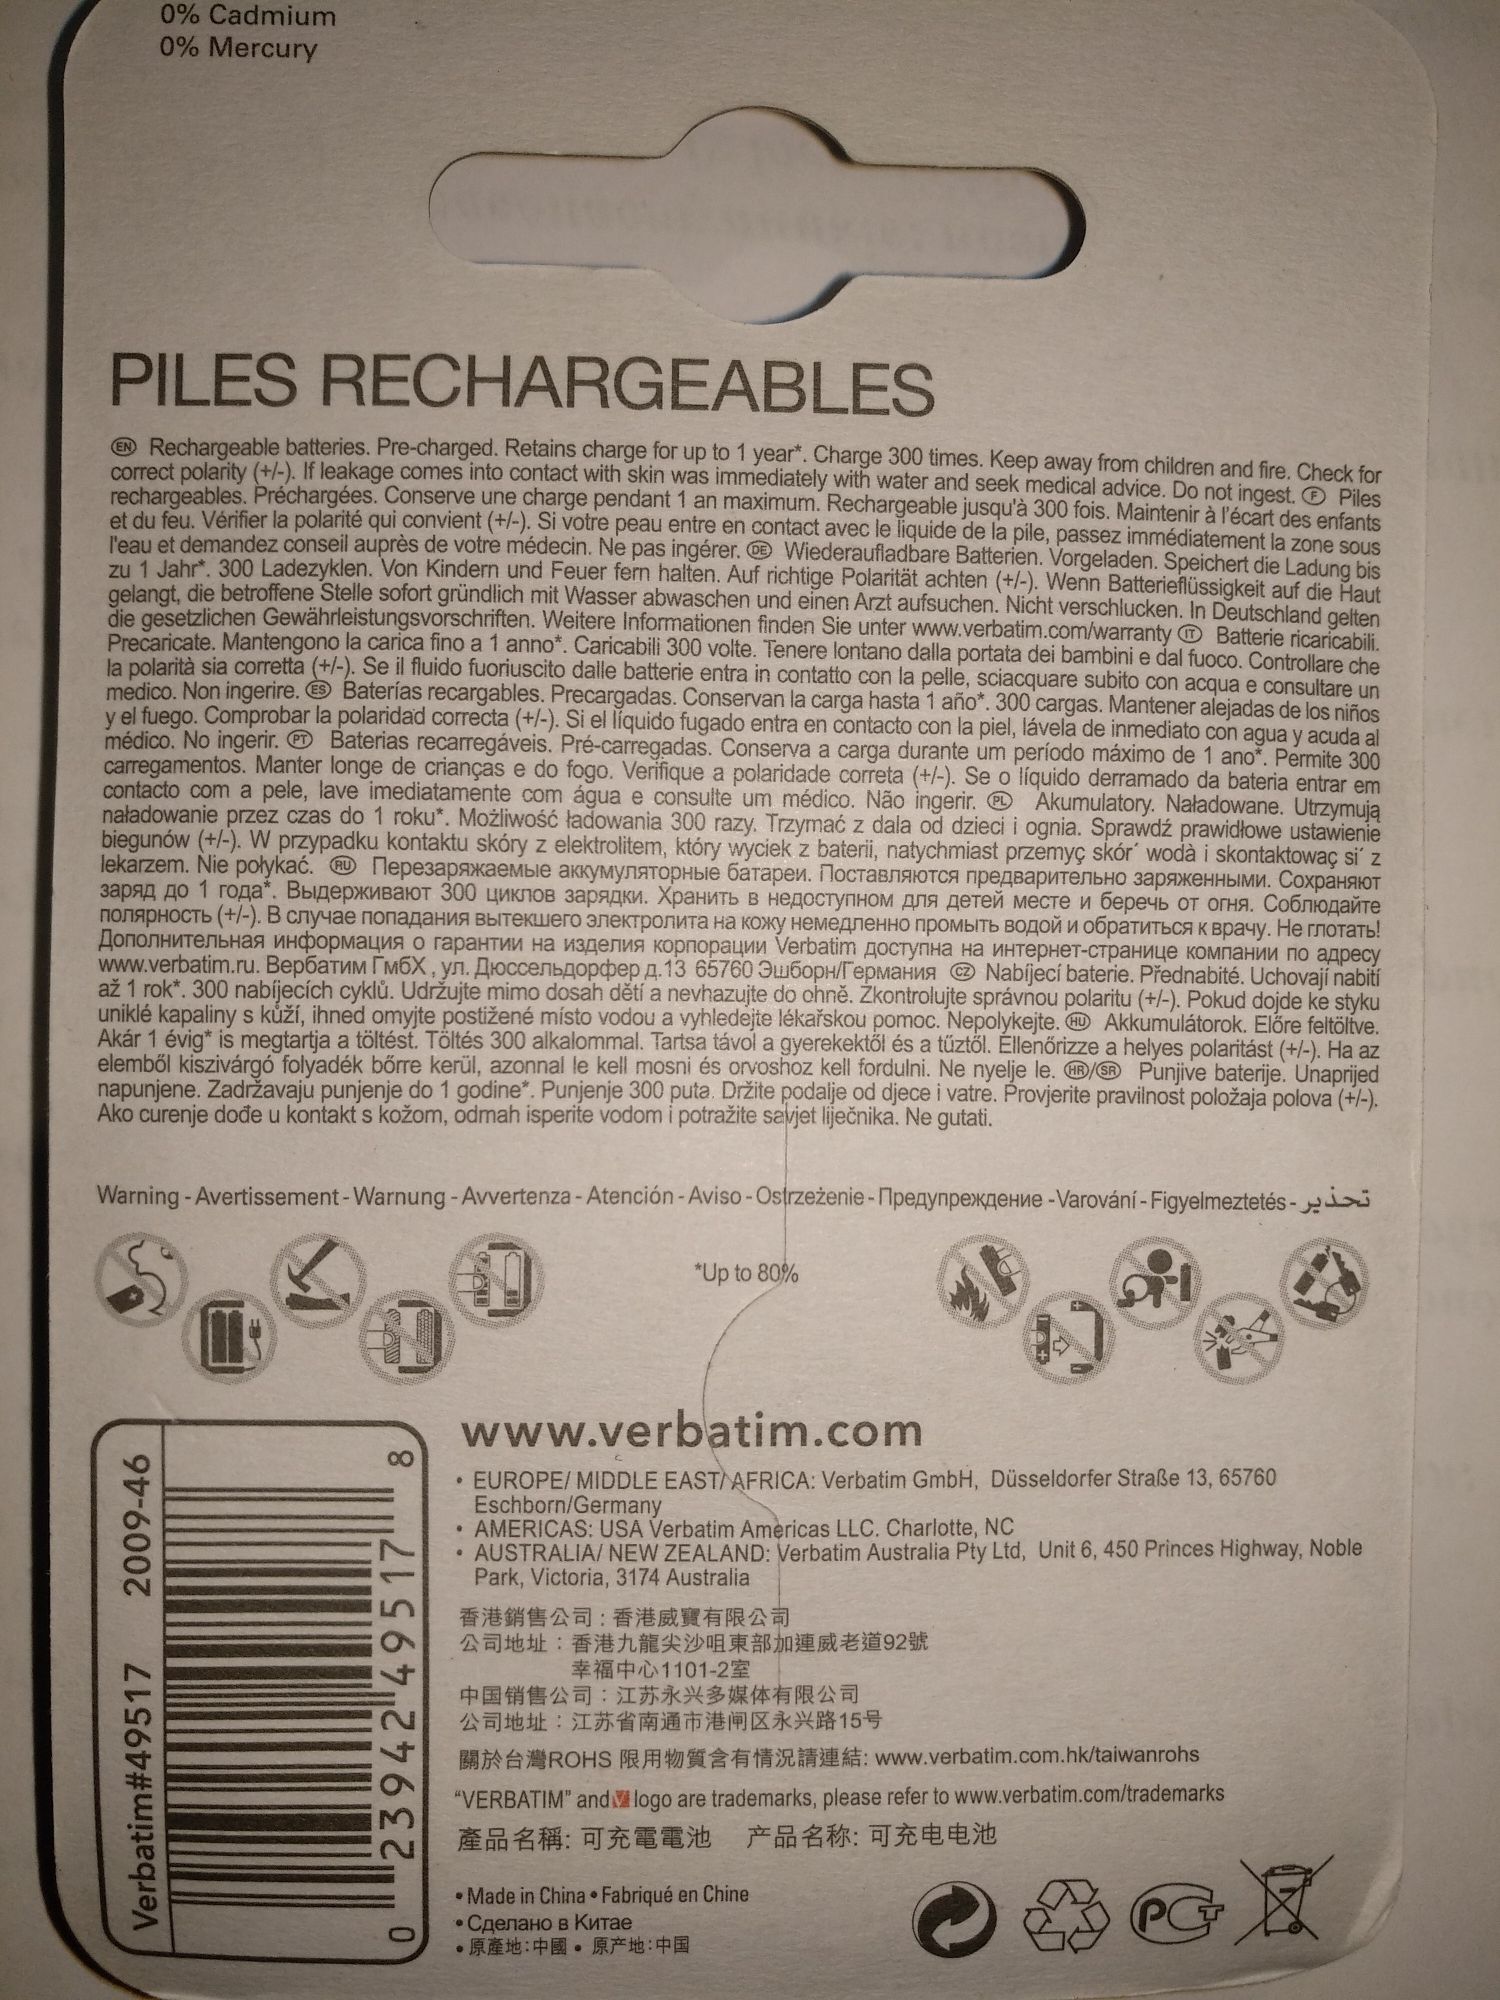 0% Cadmium
0% Mercury
PILES RECHARGEABLES
EN Rechargeable batteries. Pre-charged. Retains charge for up to 1 year*. Charge 300 times. Keep away from children and fire. Check for
correct polarity (+/-). If leakage comes into contact with skin was immediately with water and seek medical advice. Do not ingest. F Piles
rechargeables. Préchargées. Conserve une charge pendant 1 an maximum. Rechargeable jusqu'à 300 fois. Maintenir à l'écart des enfants
et du feu. Vérifier la polarité qui convient (+/-). Si votre peau entre en contact avec le liquide de la pile, passez immédiatement la zone sous
l'eau et demandez conseil auprès de votre médecin. Ne pas ingérer. DE Wiederaufladbare Batterien. Vorgeladen. Speichert die Ladung bis
zu 1 Jahr*. 300 Ladezyklen. Von Kindern und Feuer fern halten. Auf richtige Polarität achten (+/-). Wenn Batterieflüssigkeit auf die Haut
gelangt, die betroffene Stelle sofort gründlich mit Wasser abwaschen und einen Arzt aufsuchen. Nicht verschlucken. In Deutschland gelten
die gesetzlichen Gewährleistungsvorschriften. Weitere Informationen finden Sie unter www.verbatim.com/warranty IT Batterie ricaricabili.
Precaricate. Mantengono la carica fino a 1 anno*. Caricabili 300 volte. Tenere lontano dalla portata dei bambini e dal fuoco. Controllare che
la polarità sia corretta (+/-). Se il fluido fuoriuscito dalle batterie entra in contatto con la pelle, sciacquare subito con acqua e consultare un
medico. Non ingerire. ES Baterías recargables. Precargadas. Conservan la carga hasta 1 año*. 300 cargas. Mantener alejadas de los niños
y el fuego. Comprobar la polaridad correcta (+/-). Si el líquido fugado entra en contacto con la piel, lávela de inmediato con agua y acuda al
médico. No ingerir. PT Baterias recarregáveis. Pré-carregadas. Conserva a carga durante um período máximo de 1 ano*. Permite 300
carregamentos. Manter longe de crianças e do fogo. Verifique a polaridade correta (+/-). Se o líquido derramado da bateria entrar em
contacto com a pele, lave imediatamente com água e consulte um médico. Não ingerir. PL Akumulatory. Naładowane. Utrzymują
naładowanie przez czas do 1 roku*. Możliwość ładowania 300 razy. Trzymać z dala od dzieci i ognia. Sprawdź prawidłowe ustawienie
biegunów (+/-). W przypadku kontaktu skóry z elektrolitem, który wyciek z baterii, natychmiast przemyç skór´ wodà i skontaktowaç si´ z
lekarzem. Nie połykać. RU Перезаряжаемые аккумуляторные батареи. Поставляются предварительно заряженными. Сохраняют
заряд до 1 года*. Выдерживают 300 циклов зарядки. Хранить в недоступном для детей месте и беречь от огня. Соблюдайте
полярность (+/-). В случае попадания вытекшего электролита на кожу немедленно промыть водой и обратиться к врачу. Не глотать!
Дополнительная информация о гарантии на изделия корпорации Verbatim доступна на интернет-странице компании по адресу
www.verbatim.ru. Вербатим ГмбХ , ул. Дюссельдорфер д.13 65760 Эшборн/Германия CZ Nabíjecí baterie. Přednabité. Uchovají nabití
až 1 rok*. 300 nabíjecích cyklů. Udržujte mimo dosah dětí a nevhazujte do ohně. Zkontrolujte správnou polaritu (+/-). Pokud dojde ke styku
uniklé kapaliny s kůží, ihned omyjte postižené místo vodou a vyhledejte lékařskou pomoc. Nepolykejte. HU Akkumulátorok. Előre feltöltve.
Akár 1 évig* is megtartja a töltést. Töltés 300 alkalommal. Tartsa távol a gyerekektől és a tűztől. Ellenőrizze a helyes polaritást (+/-). Ha az
elemből kiszivárgó folyadék bőrre kerül, azonnal le kell mosni és orvoshoz kell fordulni. Ne nyelje le. HR/SR Punjive baterije. Unaprijed
napunjene. Zadržavaju punjenje do 1 godine*. Punjenje 300 puta. Držite podalje od djece i vatre. Provjerite pravilnost položaja polova (+/-).
Ako curenje dođe u kontakt s kožom, odmah isperite vodom i potražite savjet liječnika. Ne gutati.
Warning - Avertissement - Warnung - Avvertenza - Atención - Aviso - Ostrzeżenie - Предупреждение - Varování - Figyelmeztetés - تحذير
*Up to 80%
www.verbatim.com
• EUROPE/ MIDDLE EAST/ AFRICA: Verbatim GmbH, Düsseldorfer Straße 13, 65760
Eschborn/Germany
• AMERICAS: USA Verbatim Americas LLC. Charlotte, NC
• AUSTRALIA/ NEW ZEALAND: Verbatim Australia Pty Ltd, Unit 6, 450 Princes Highway, Noble
Park, Victoria, 3174 Australia
香港銷售公司 : 香港威寶有限公司
公司地址 : 香港九龍尖沙咀東部加連威老道92號
幸福中心1101-2室
中国销售公司 : 江苏永兴多媒体有限公司
公司地址 : 江苏省南通市港闸区永兴路15号
關於台灣ROHS 限用物質含有情況請連結: www.verbatim.com.hk/taiwanrohs
"VERBATIM" and V logo are trademarks, please refer to www.verbatim.com/trademarks
產品名稱: 可充電電池 产品名称: 可充电电池
• Made in China • Fabriqué en Chine
• Сделано в Китае
• 原產地:中國 • 原产地:中国
РСТ
Verbatim#49517 2009-46
0 23942 49517 8